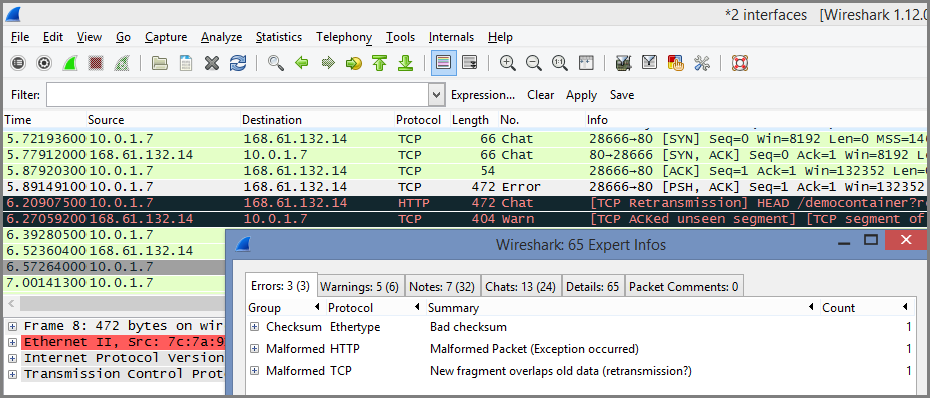 *2 interfaces [Wireshark 1.12.0
File Edit View Go Capture Analyze Statistics Telephony Tools Internals Help
Filter: Expression... Clear Apply Save
Time Source Destination Protocol Length No. Info
5.72193600 10.0.1.7 168.61.132.14 TCP 66 Chat 28666→80 [SYN] Seq=0 Win=8192 Len=0 MSS=146
5.77912000 168.61.132.14 10.0.1.7 TCP 66 Chat 80→28666 [SYN, ACK] Seq=0 Ack=1 Win=8192 L
5.87920300 10.0.1.7 168.61.132.14 TCP 54 28666→80 [ACK] Seq=1 Ack=1 Win=132352 Len=
5.89149100 10.0.1.7 168.61.132.14 TCP 472 Error 28666→80 [PSH, ACK] Seq=1 Ack=1 Win=132352
6.20907500 10.0.1.7 168.61.132.14 HTTP 472 Chat [TCP Retransmission] HEAD /democontainer?r
6.27059200 168.61.132.14 10.0.1.7 TCP 404 Warn [TCP ACKed unseen segment] [TCP segment of
6.39280500 10.0.1.7
6.52360400 168.61.132.14
6.57264000 10.0.1.7
7.00141300 10.0.1.7
Wireshark: 65 Expert Infos
Errors: 3 (3) Warnings: 5 (6) Notes: 7 (32) Chats: 13 (24) Details: 65 Packet Comments: 0
Group Protocol Summary Count
Checksum Ethertype Bad checksum 1
Malformed HTTP Malformed Packet (Exception occurred) 1
Malformed TCP New fragment overlaps old data (retransmission?) 1
Frame 8: 472 bytes on wir
Ethernet II, Src: 7c:7a:9
Internet Protocol Version
Transmission Control Prot